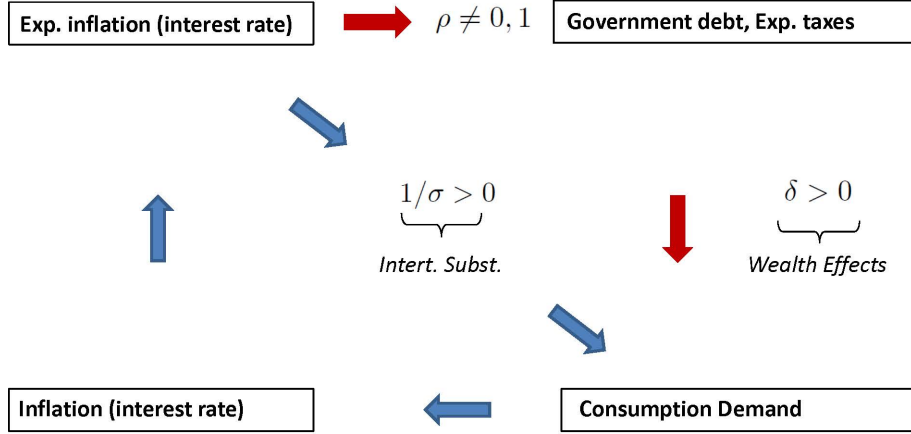 Exp. inflation (interest rate) ρ ≠ 0, 1 Government debt, Exp. taxes
1/σ > 0 δ > 0
Intert. Subst. Wealth Effects
Inflation (interest rate) Consumption Demand